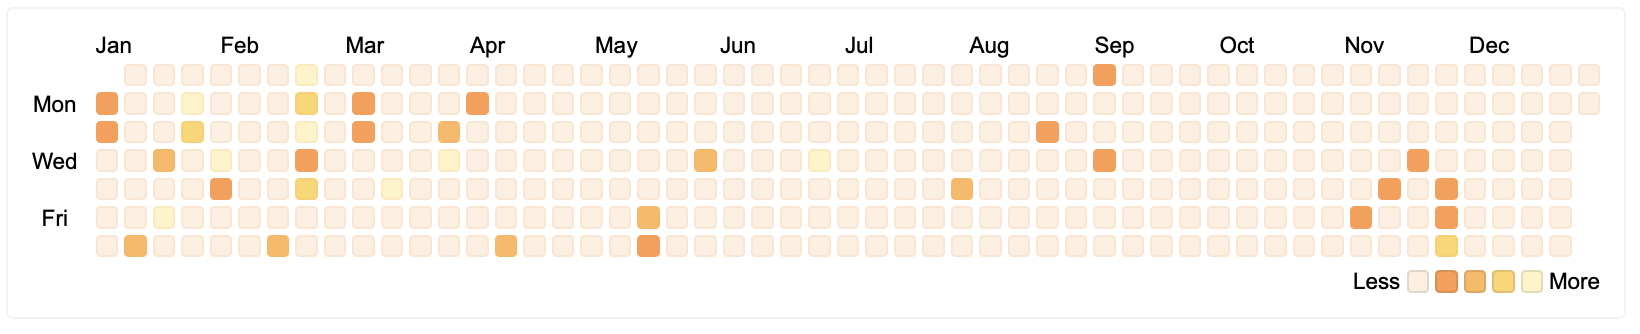 Jan Feb Mar Apr May Jun Jul Aug Sep Oct Nov Dec
Mon
Wed
Fri
Less More